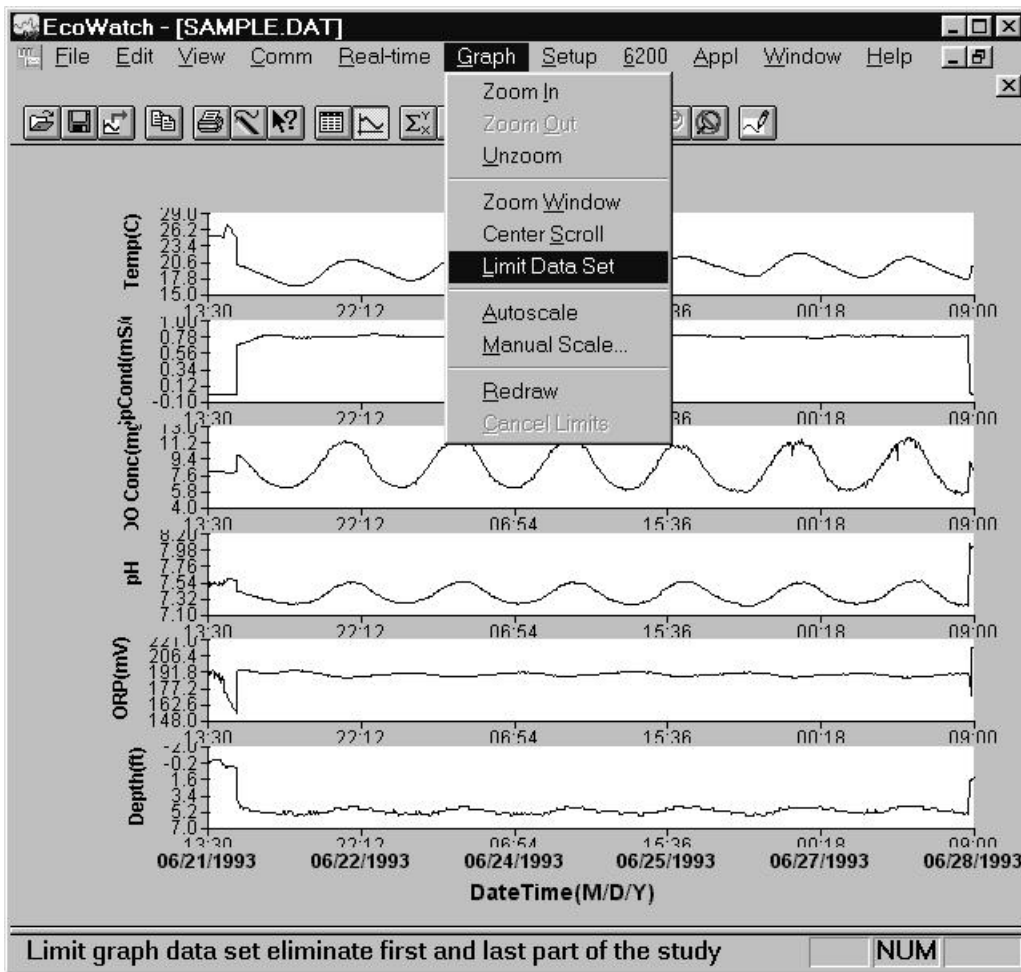 EcoWatch - [SAMPLE.DAT]
File Edit View Comm Real-time Graph Setup 6200 Appl Window Help
Zoom In
Zoom Out
Unzoom
Zoom Window
Center Scroll
Limit Data Set
Autoscale
Manual Scale...
Redraw
Cancel Limits
Temp(C)
29.0
26.2
23.4
20.6
17.8
15.0
13:30 22:12 36 00:18 09:00
pCond(mS/
1.00
0.78
0.56
0.34
0.12
-0.10
13:30 22:12 36 00:18 09:00
DO Conc(mg
13.0
11.2
9.4
7.6
5.8
4.0
13:30 22:12 06:54 15:36 00:18 09:00
pH
8.20
7.98
7.76
7.54
7.32
7.10
13:30 22:12 06:54 15:36 00:18 09:00
ORP(mV)
221.0
206.4
191.8
177.2
162.6
148.0
13:30 22:12 06:54 15:36 00:18 09:00
Depth(ft)
-2.0
-0.2
1.6
3.4
5.2
7.0
13:30 22:12 06:54 15:36 00:18 09:00
06/21/1993 06/22/1993 06/24/1993 06/25/1993 06/27/1993 06/28/1993
DateTime(M/D/Y)
Limit graph data set eliminate first and last part of the study NUM